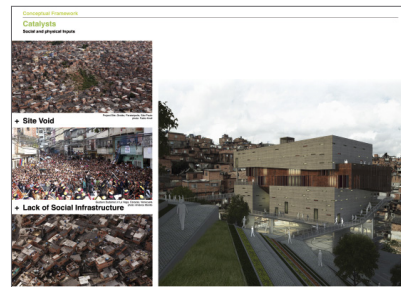 Conceptual Framework
Catalysts
Social and physical Inputs
+ Site Void
+ Lack of Social Infrastructure